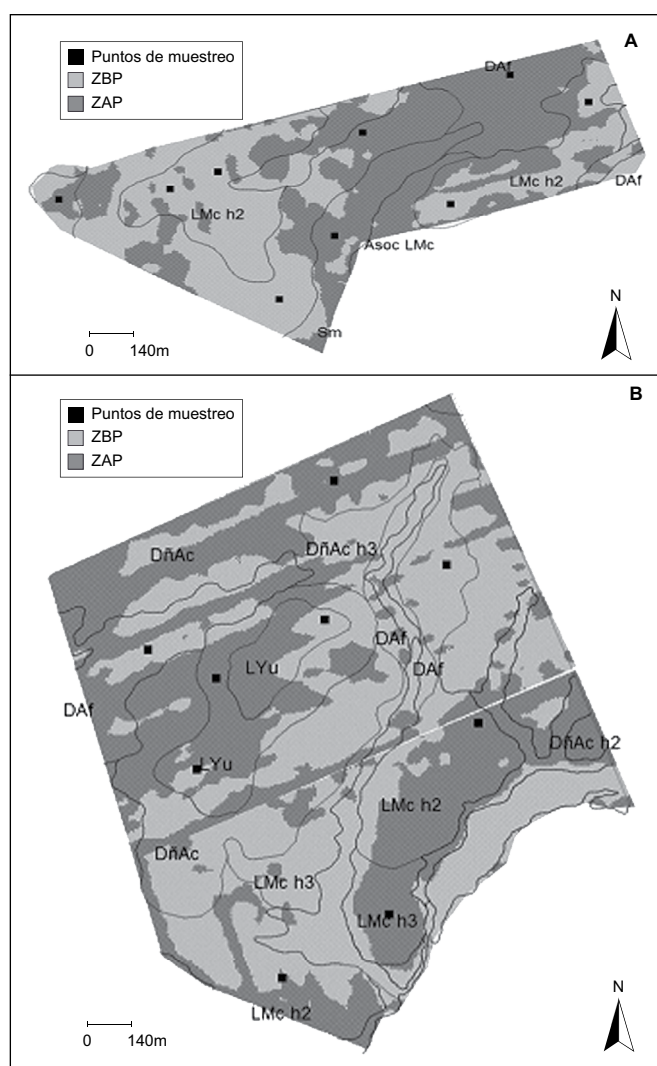 A
Puntos de muestreo
ZBP
ZAP
DAf
LMc h2
LMc h2
DAf
Asoc LMc
Sm
N
0 140m
B
Puntos de muestreo
ZBP
ZAP
DñAc
DñAc h3
DAf
LYu
DAf
DAf
LYu
DñAc h2
LMc h2
DñAc
LMc h3
LMc h3
LMc h2
N
0 140m